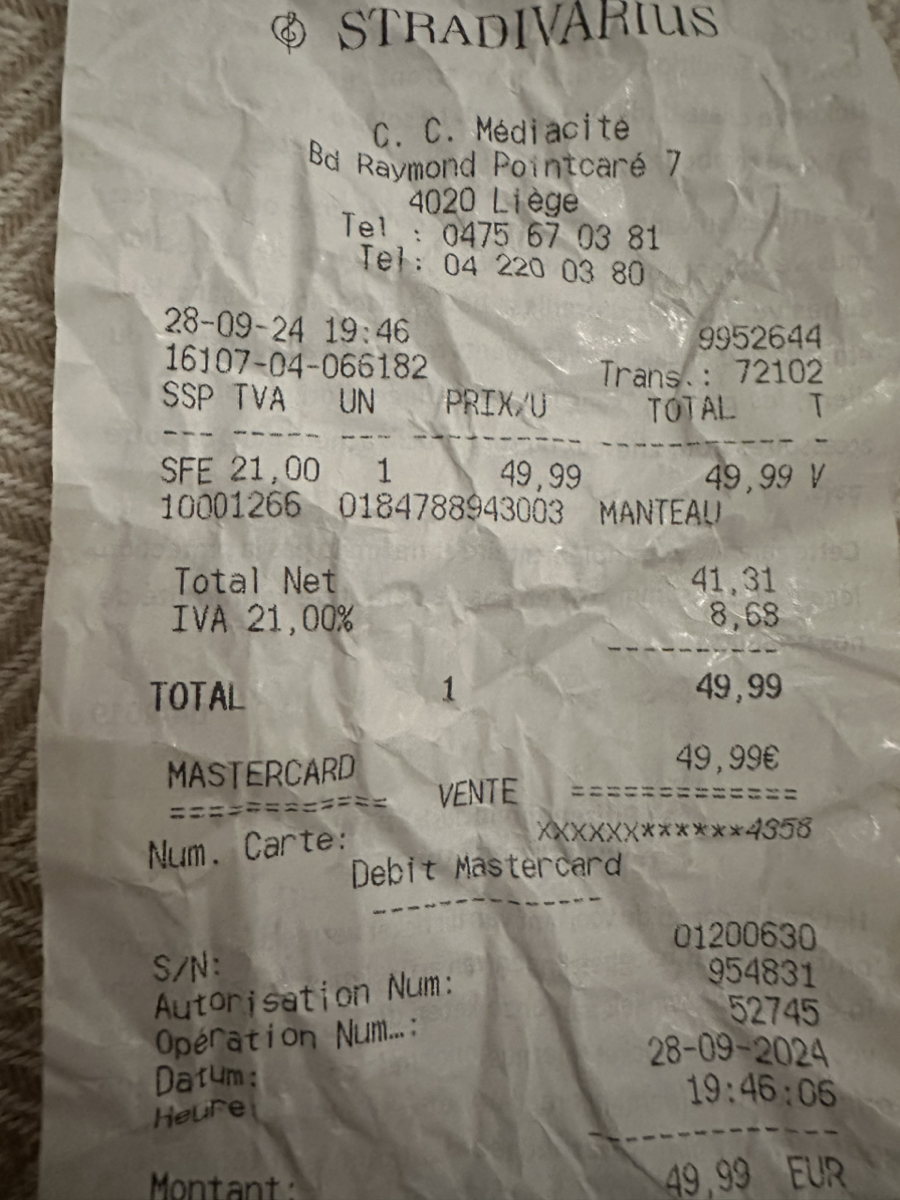 STRADIVARIUS
C. C. Médiacité
Bd Raymond Pointcaré 7
4020 Liège
Tel : 0475 67 03 81
Tel: 04 220 03 80
28-09-24 19:46 9952644
16107-04-066182 Trans.: 72102
SSP TVA UN PRIX/U TOTAL T
--- ----- --- ---------- ------------ -
SFE 21,00 1 49,99 49,99 V
10001266 0184788943003 MANTEAU
Total Net 41,31
IVA 21,00% 8,68
----------
TOTAL 1 49,99
MASTERCARD 49,99€
============ VENTE =============
Num. Carte: XXXXXX******4358
Debit Mastercard
-------------
S/N: 01200630
Autorisation Num: 954831
Opération Num…: 52745
Datum: 28-09-2024
Heure: 19:46:06
--------------
Montant: 49,99 EUR